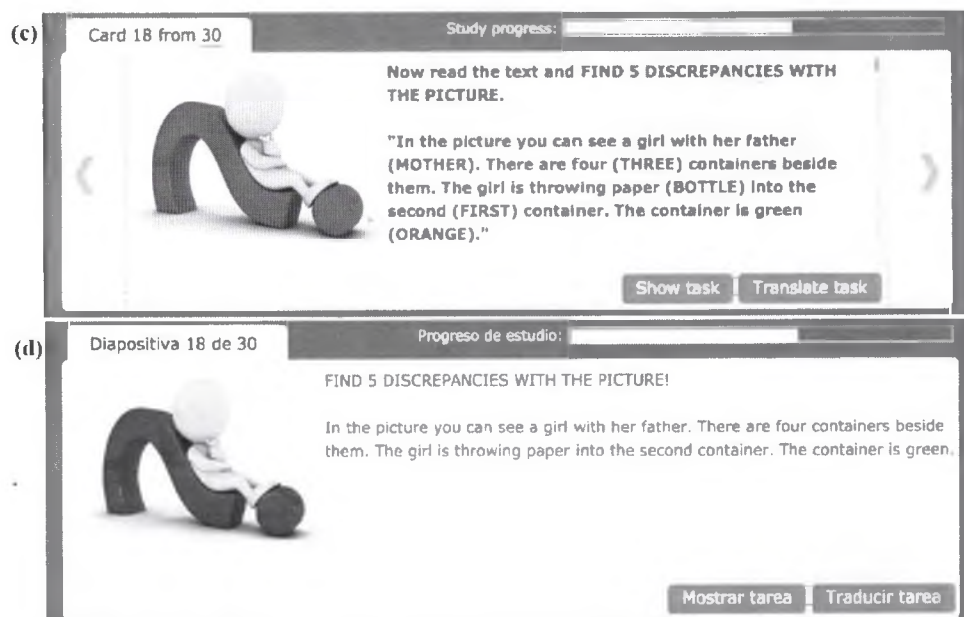 (c)
Card 18 from 30
Study progress:
Now read the text and FIND 5 DISCREPANCIES WITH
THE PICTURE.
"In the picture you can see a girl with her father
(MOTHER). There are four (THREE) containers beside
them. The girl is throwing paper (BOTTLE) into the
second (FIRST) container. The container is green
(ORANGE)."
Show task
Translate task
(d)
Diapositiva 18 de 30
Progreso de estudio:
FIND 5 DISCREPANCIES WITH THE PICTURE!
In the picture you can see a girl with her father. There are four containers beside
them. The girl is throwing paper into the second container. The container is green.
Mostrar tarea
Traducir tarea